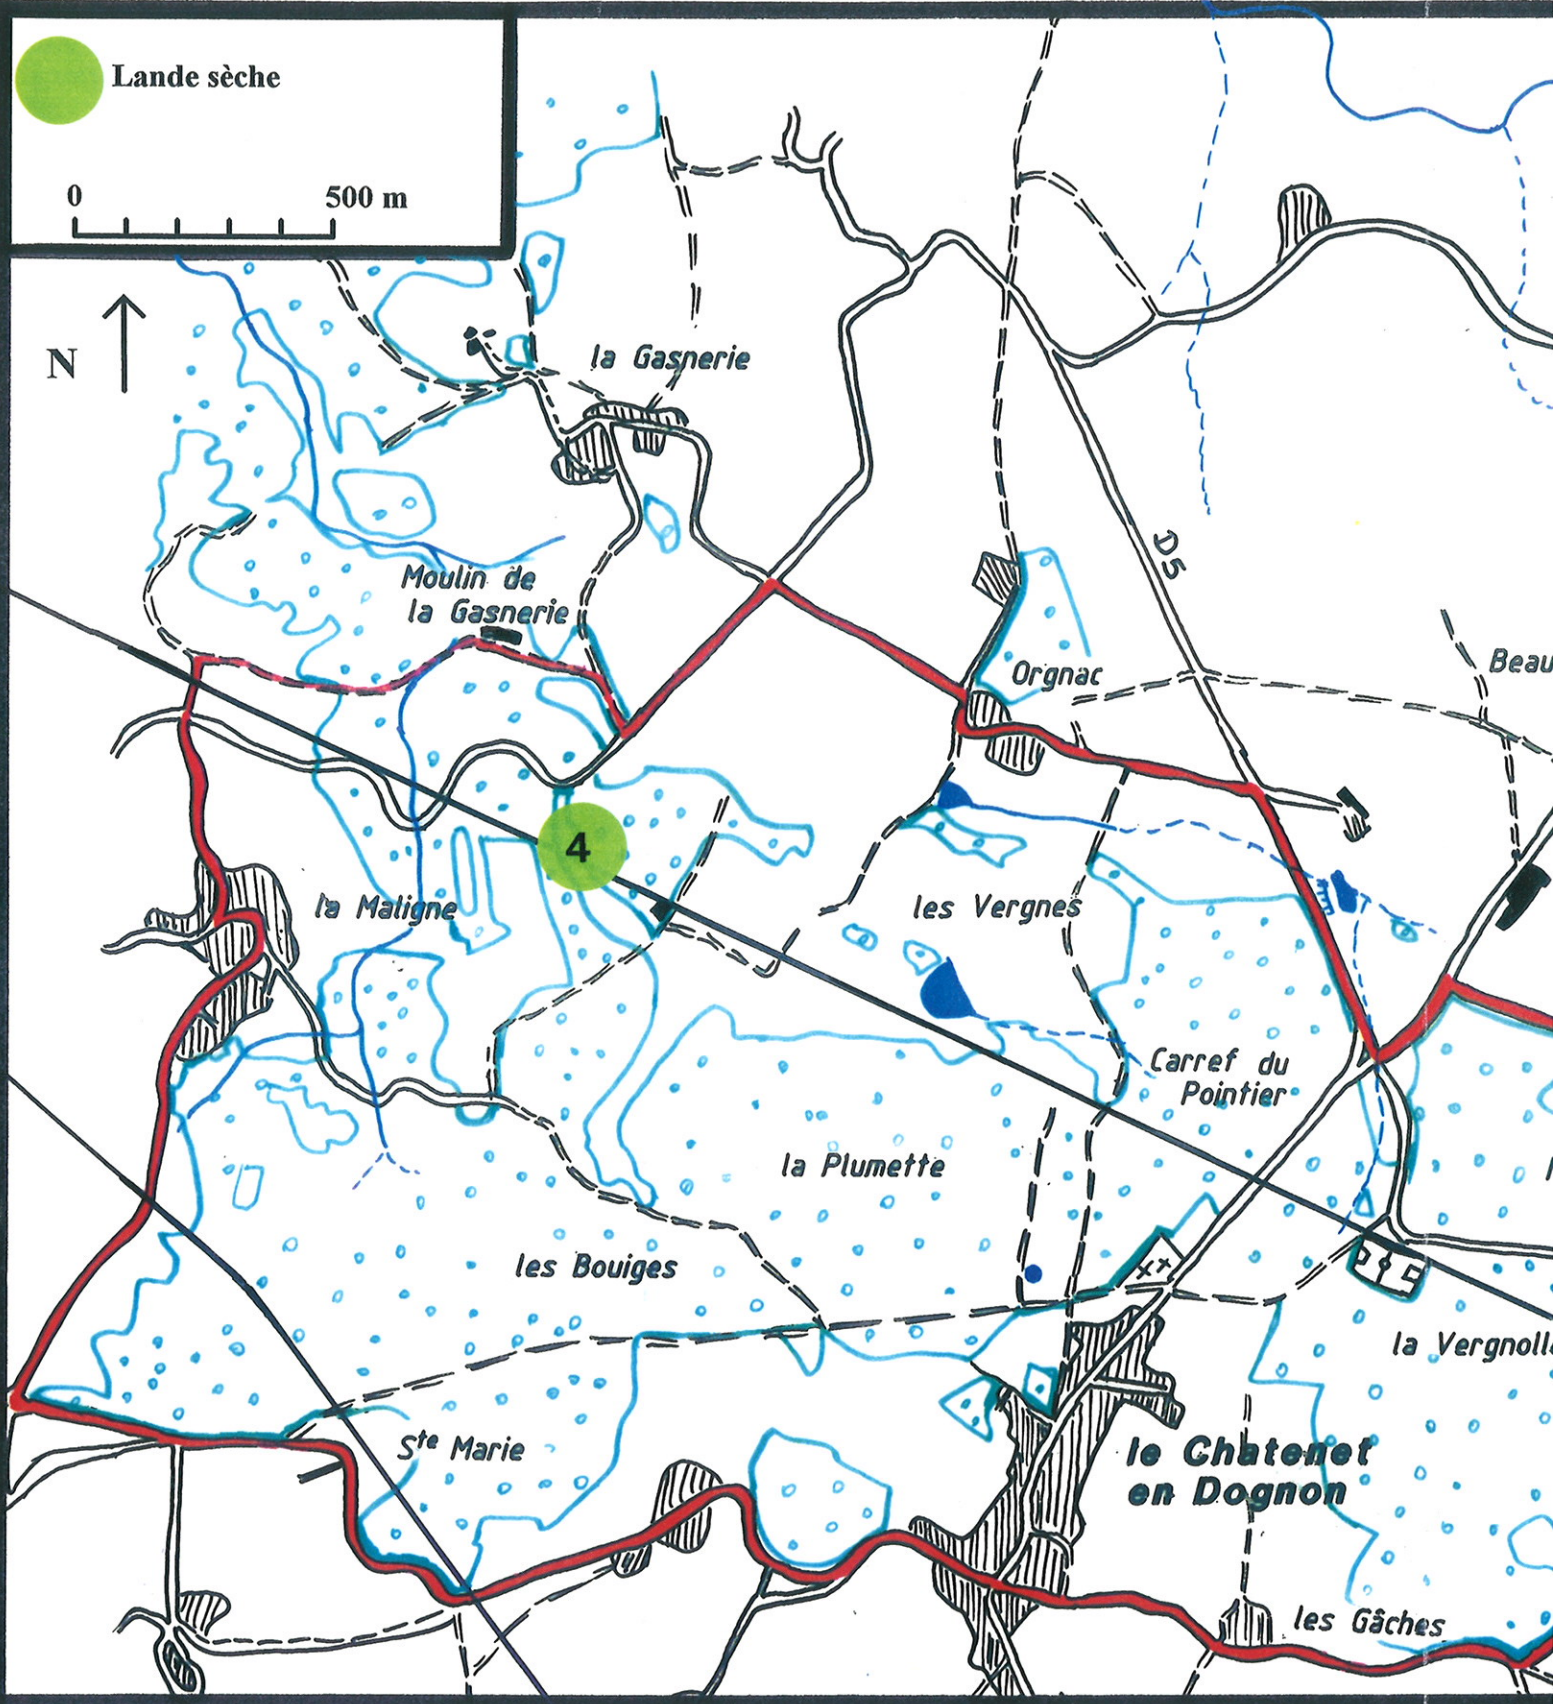 Lande sèche
0 500 m
N
la Gasnerie
D5
Moulin de
la Gasnerie
Orgnac
Beau
4
la Maligne
les Vergnes
Carref du
Pointier
la Plumette
les Bouiges
la Vergnoll
Ste Marie
le Chatenet
en Dognon
les Gâches